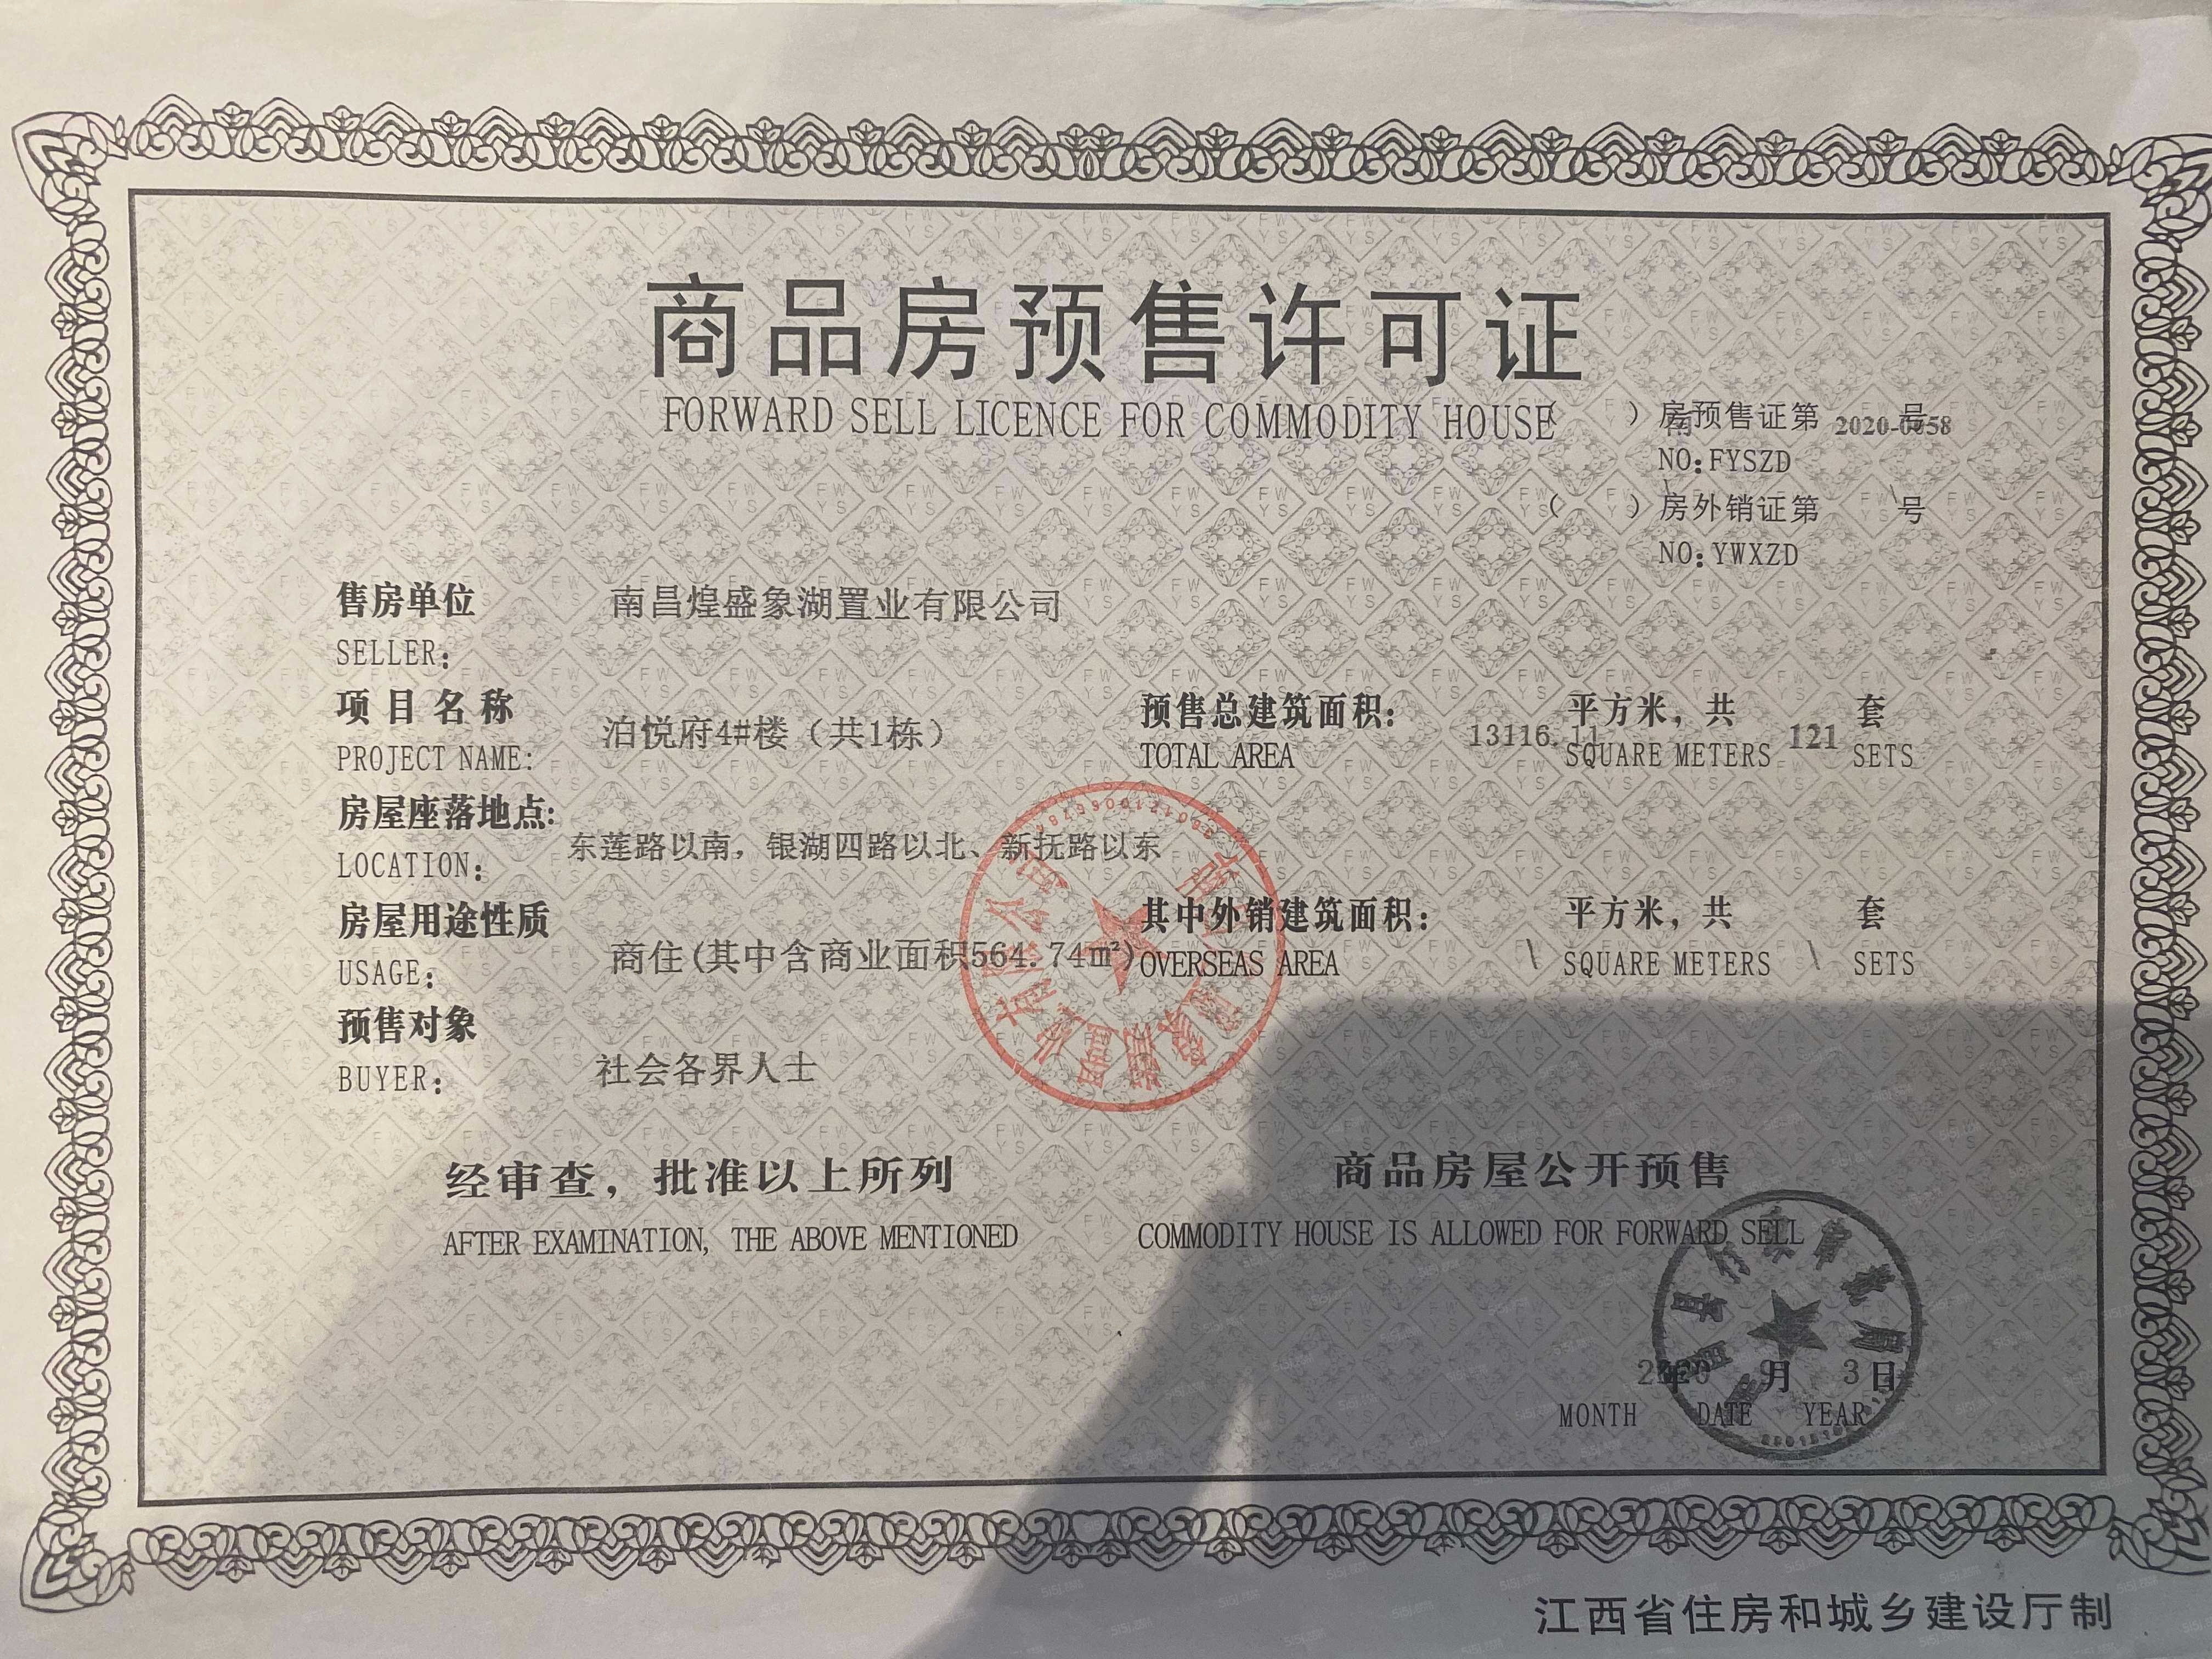 商品房预售许可证
FORWARD SELL LICENCE FOR COMMODITY HOUSE
( 南 ) 房预售证第 号
NO:FYSZD
( \ ) 房外销证第 \ 号
NO:YWXZD
售房单位 南昌煌盛象湖置业有限公司
SELLER:
项目名称 泊悦府4#楼（共1栋） 预售总建筑面积: 13116.11 平方米，共 121 套
PROJECT NAME: TOTAL AREA SQUARE METERS SETS
房屋座落地点: 东莲路以南，银湖四路以北、新抚路以东
LOCATION:
房屋用途性质 商住(其中含商业面积564.74㎡) 其中外销建筑面积: \ 平方米，共 \ 套
USAGE: OVERSEAS AREA SQUARE METERS SETS
预售对象 社会各界人士
BUYER:
经审查，批准以上所列 商品房屋公开预售
AFTER EXAMINATION, THE ABOVE MENTIONED COMMODITY HOUSE IS ALLOWED FOR FORWARD SELL
2020 年 月 3 日
MONTH DATE YEAR
江西省住房和城乡建设厅制